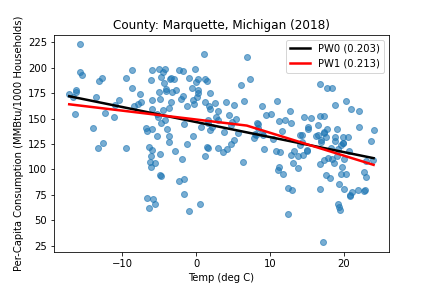 County: Marquette, Michigan (2018)
PW0 (0.203)
PW1 (0.213)
Per-Capita Consumption (MMBtu/1000 Households)
225
200
175
150
125
100
75
50
25
−10
0
10
20
Temp (deg C)